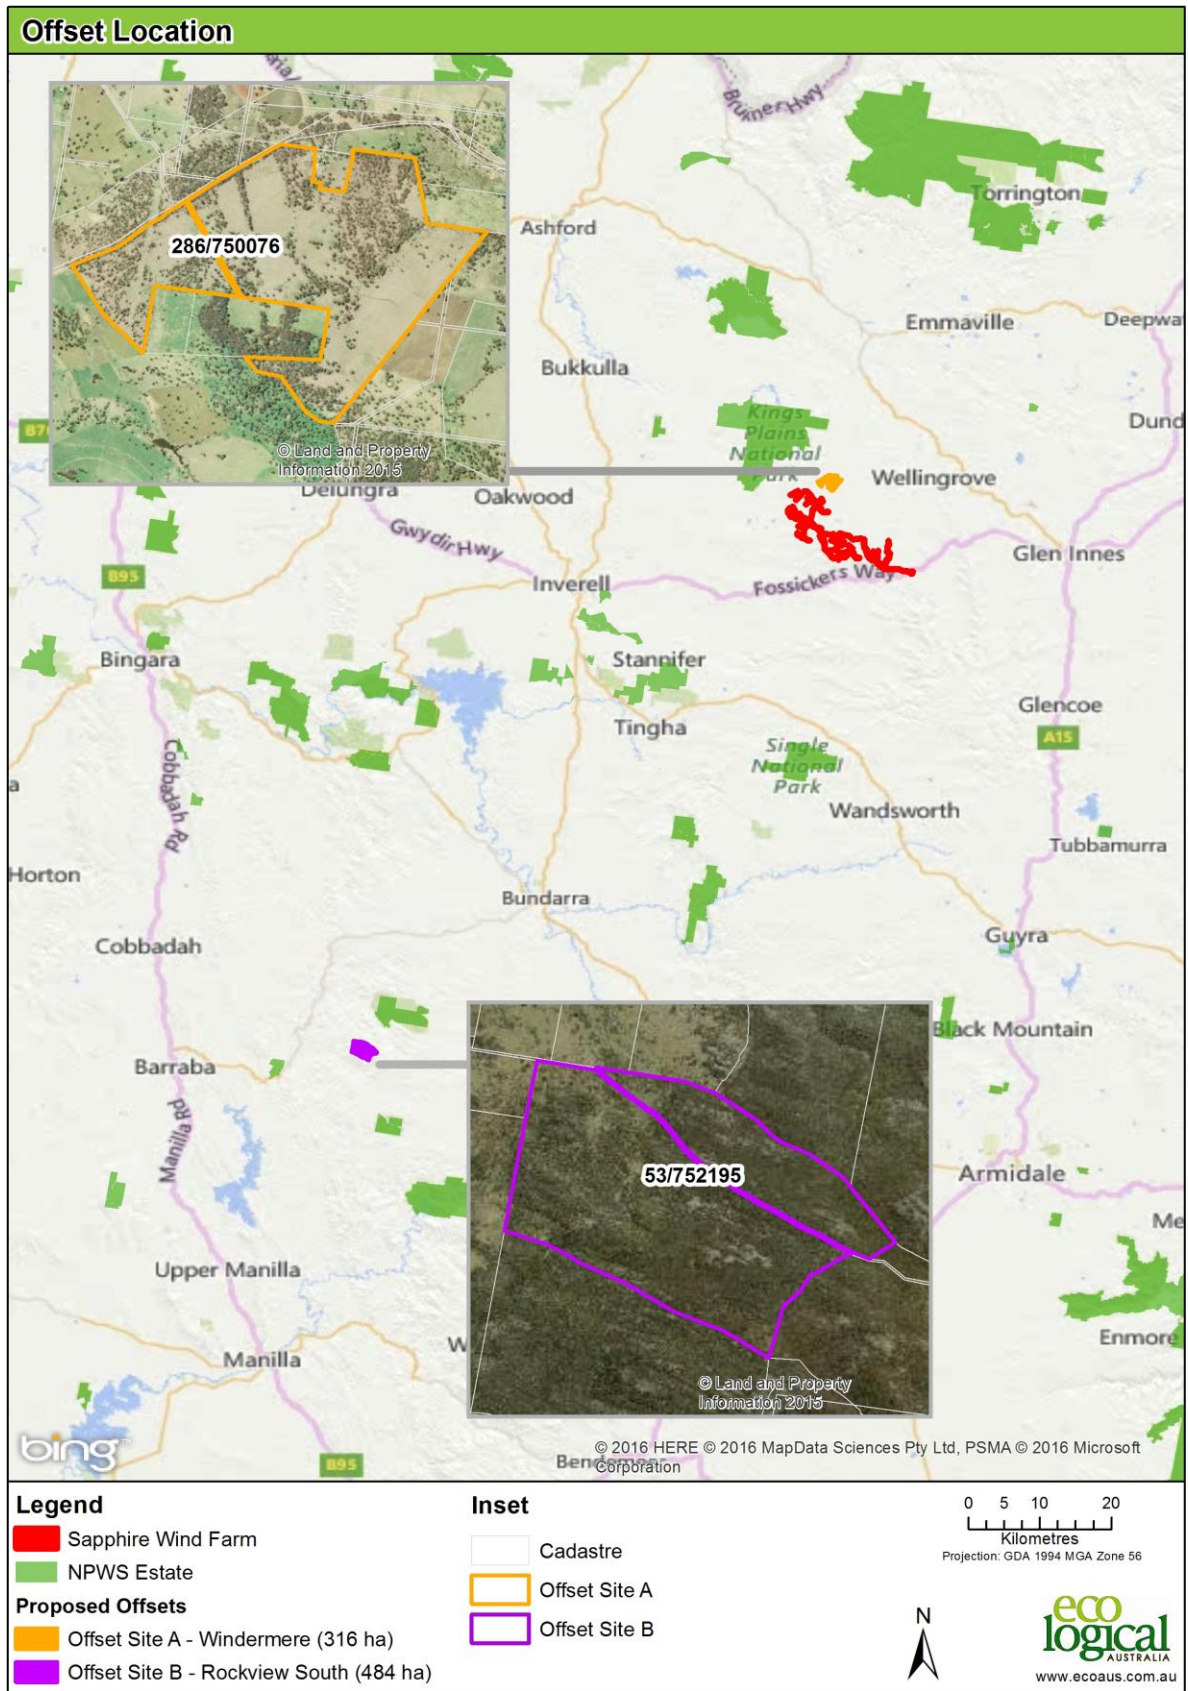 Offset Location
Brukner Hwy
Torrington
Ashford
286/750076
Emmaville
Deepwa
Bukkulla
Kings
Plains
National
Park
Dund
B76
© Land and Property
Information 2015
Delungra
Oakwood
Wellingrove
Gwydir Hwy
Glen Innes
B95
Inverell
Fossickers Way
Bingara
Stannifer
Glencoe
Tingha
A15
Single
National
Park
Cobbadah Rd
Wandsworth
Tubbamurra
Horton
Bundarra
Guyra
Cobbadah
Black Mountain
Barraba
Manilla Rd
53/752195
Armidale
Me
Upper Manilla
Enmore
Manilla
W
© Land and Property
Information 2015
bing
B95
© 2016 HERE © 2016 MapData Sciences Pty Ltd, PSMA © 2016 Microsoft
Corporation
Legend
Sapphire Wind Farm
NPWS Estate
Proposed Offsets
Offset Site A - Windermere (316 ha)
Offset Site B - Rockview South (484 ha)
Inset
Cadastre
Offset Site A
Offset Site B
0 5 10 20
Kilometres
Projection: GDA 1994 MGA Zone 56
N
eco
logical
AUSTRALIA
www.ecoaus.com.au